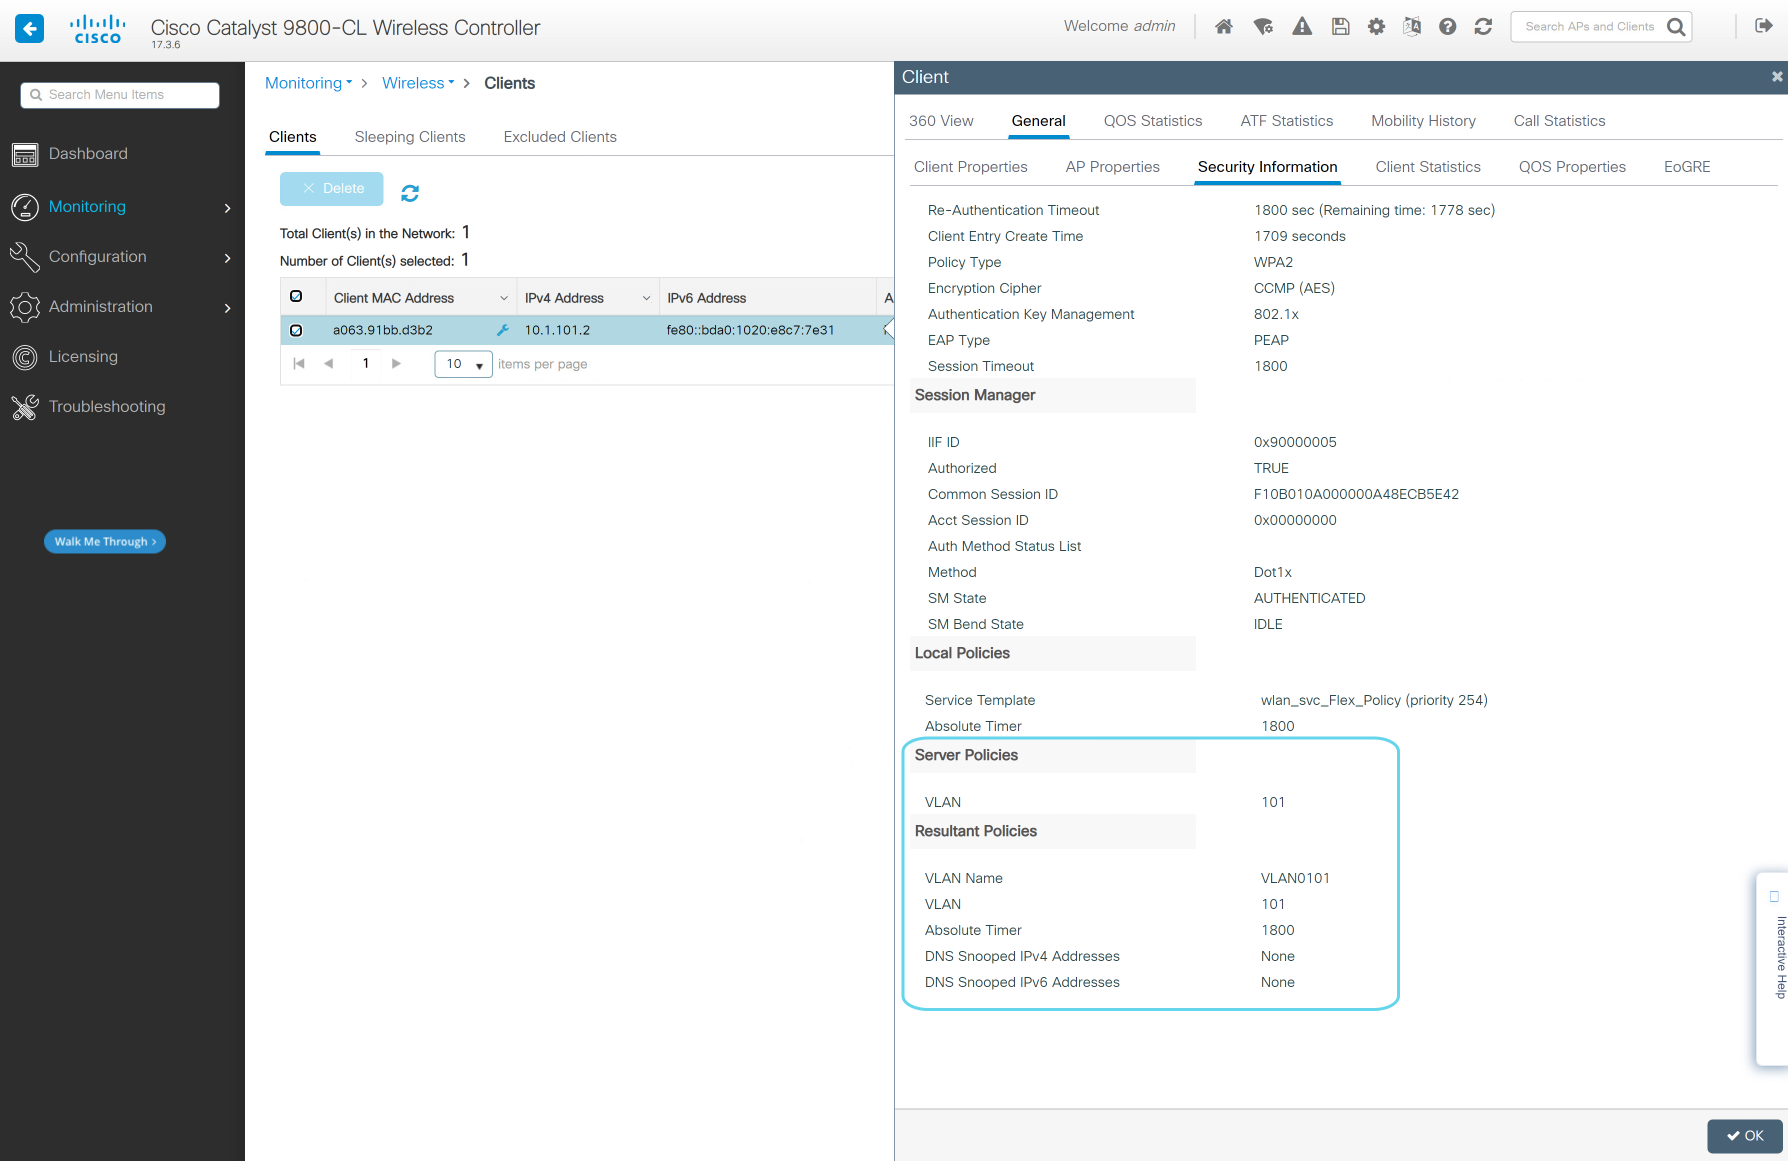 cisco
Cisco Catalyst 9800-CL Wireless Controller
17.3.6
Welcome admin
Search APs and Clients
Search Menu Items
Dashboard
Monitoring
Configuration
Administration
Licensing
Troubleshooting
Walk Me Through >
Monitoring > Wireless > Clients
Clients Sleeping Clients Excluded Clients
× Delete
Total Client(s) in the Network: 1
Number of Client(s) selected: 1
Client MAC Address IPv4 Address IPv6 Address A
a063.91bb.d3b2 10.1.101.2 fe80::bda0:1020:e8c7:7e31
1 10 items per page
Client
360 View General QOS Statistics ATF Statistics Mobility History Call Statistics
Client Properties AP Properties Security Information Client Statistics QOS Properties EoGRE
Re-Authentication Timeout 1800 sec (Remaining time: 1778 sec)
Client Entry Create Time 1709 seconds
Policy Type WPA2
Encryption Cipher CCMP (AES)
Authentication Key Management 802.1x
EAP Type PEAP
Session Timeout 1800
Session Manager
IIF ID 0x90000005
Authorized TRUE
Common Session ID F10B010A000000A48ECB5E42
Acct Session ID 0x00000000
Auth Method Status List
Method Dot1x
SM State AUTHENTICATED
SM Bend State IDLE
Local Policies
Service Template wlan_svc_Flex_Policy (priority 254)
Absolute Timer 1800
Server Policies
VLAN 101
Resultant Policies
VLAN Name VLAN0101
VLAN 101
Absolute Timer 1800
DNS Snooped IPv4 Addresses None
DNS Snooped IPv6 Addresses None
Interactive Help
OK